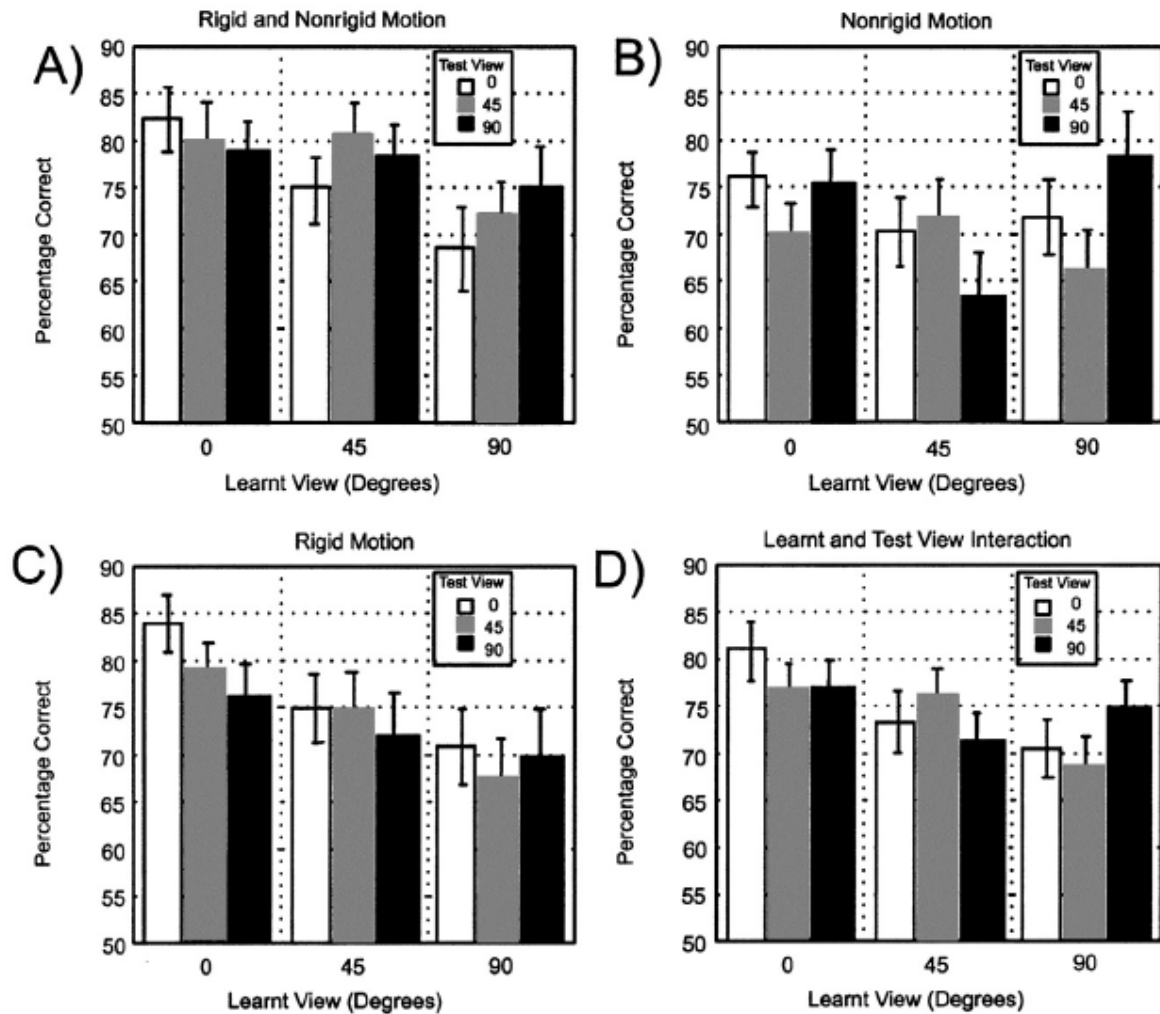 Rigid and Nonrigid Motion
A)
90
85
80
75
70
65
60
55
50
Percentage Correct
Test View
0
45
90
0 45 90
Learnt View (Degrees)
Nonrigid Motion
B)
90
85
80
75
70
65
60
55
50
Percentage Correct
Test View
0
45
90
0 45 90
Learnt View (Degrees)
Rigid Motion
C)
90
85
80
75
70
65
60
55
50
Percentage Correct
Test View
0
45
90
0 45 90
Learnt View (Degrees)
Learnt and Test View Interaction
D)
90
85
80
75
70
65
60
55
50
Percentage Correct
Test View
0
45
90
0 45 90
Learnt View (Degrees)